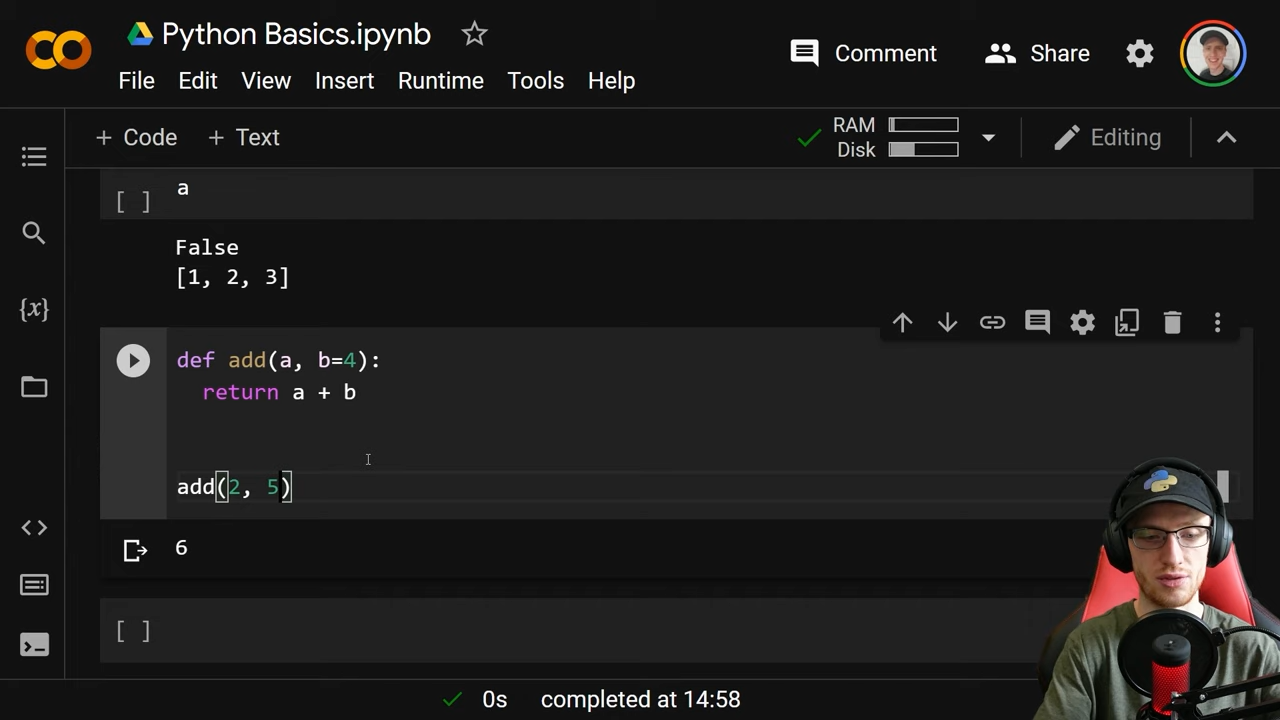 Python Basics.ipynb
Comment
Share
File Edit View Insert Runtime Tools Help
+ Code + Text
RAM
Disk
Editing
[ ] a
False
[1, 2, 3]
{x}
def add(a, b=4):
return a + b
add(2, 5)
6
[ ]
0s completed at 14:58